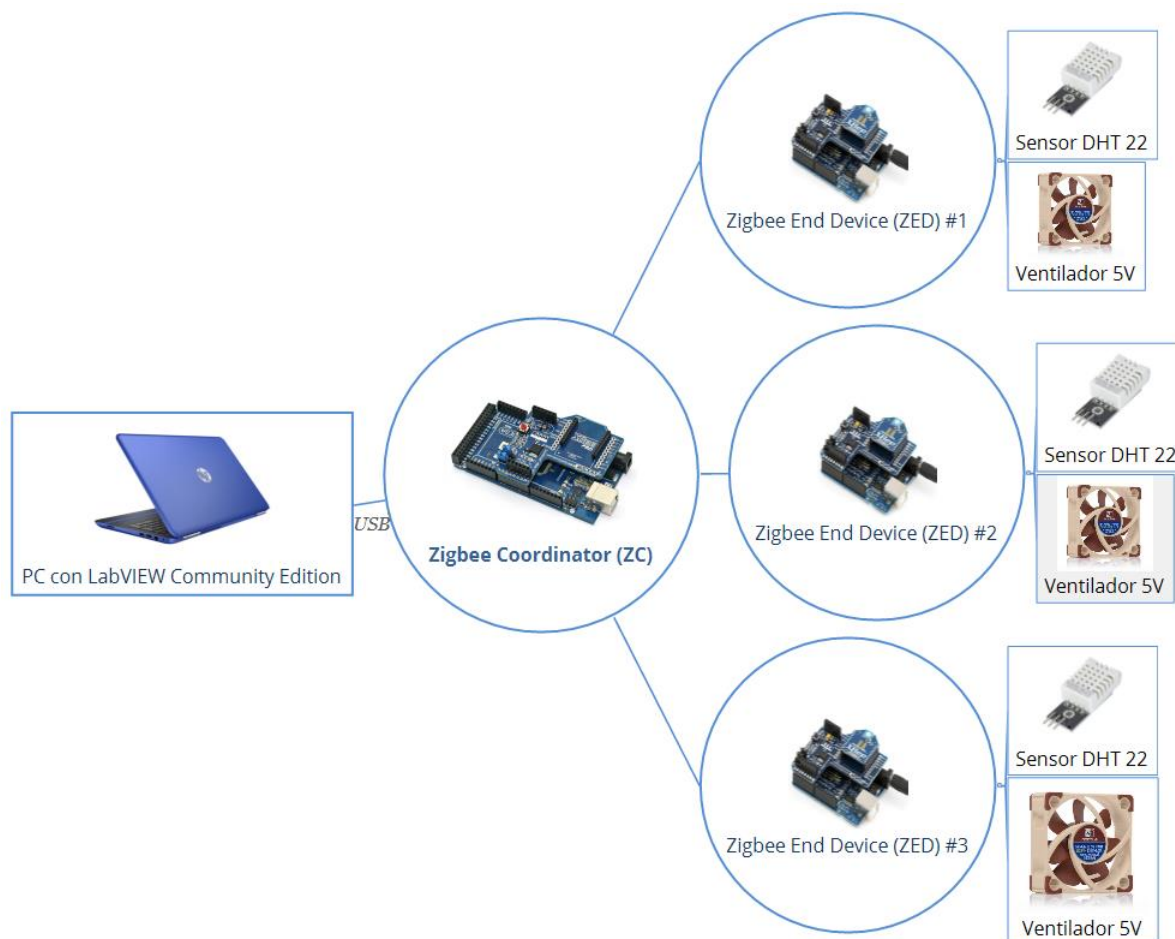 Sensor DHT 22
Zigbee End Device (ZED) #1
Ventilador 5V
Sensor DHT 22
USB
Zigbee Coordinator (ZC)
Zigbee End Device (ZED) #2
PC con LabVIEW Community Edition
Ventilador 5V
Sensor DHT 22
Zigbee End Device (ZED) #3
Ventilador 5V